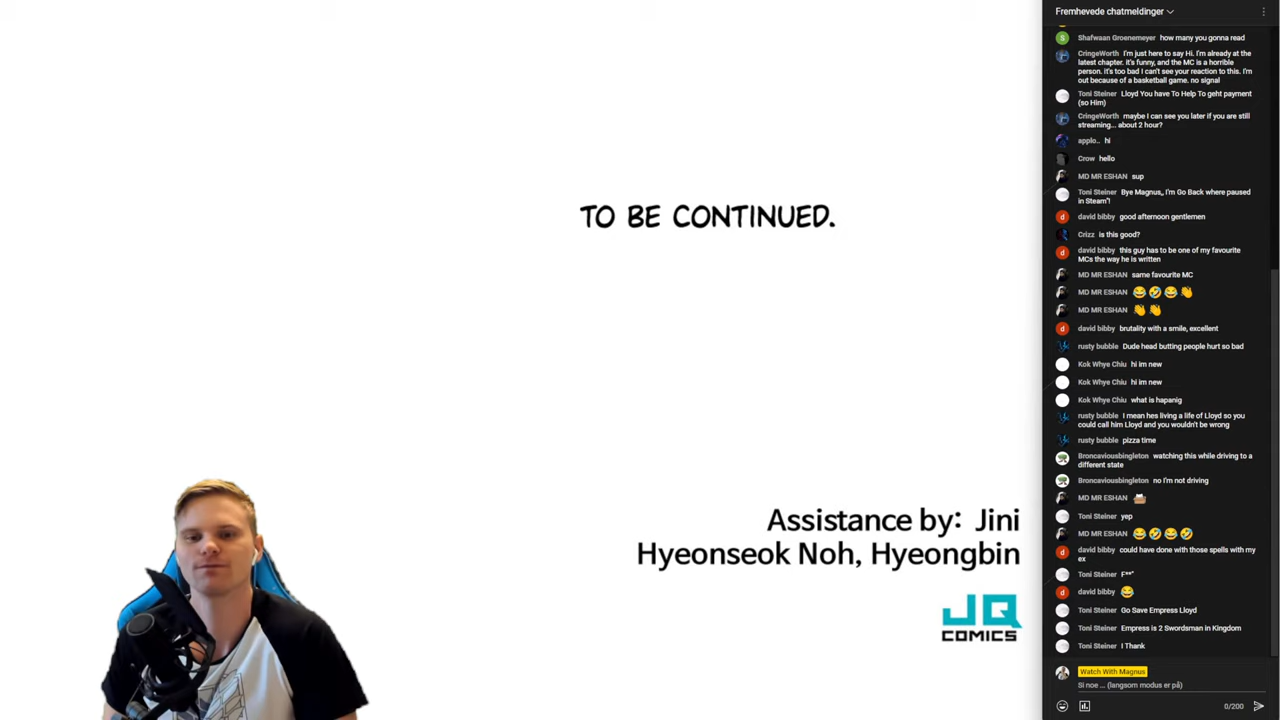 TO BE CONTINUED.
Assistance by: Jini
Hyeonseok Noh, Hyeongbin
JQ
COMICS
Fremhevede chatmeldinger
S
Shafwaan Groenemeyer how many you gonna read
CringeWorth I'm just here to say Hi. I'm already at the
latest chapter. it's funny, and the MC is a horrible
person. it's too bad I can't see your reaction to this. I'm
out because of a basketball game. no signal
Toni Steiner Lloyd You have To Help To geht payment
(so Him)
CringeWorth maybe I can see you later if you are still
streaming... about 2 hour?
applo.. hi
Crow hello
MD MR ESHAN sup
Toni Steiner Bye Magnus,, I'm Go Back where paused
in Steam"!
d
david bibby good afternoon gentlemen
Crizz is this good?
d
david bibby this guy has to be one of my favourite
MCs the way he is written
MD MR ESHAN same favourite MC
MD MR ESHAN 😂🤣😂👏
MD MR ESHAN 👏👏
d
david bibby brutality with a smile, excellent
rusty bubble Dude head butting people hurt so bad
Kok Whye Chiu hi im new
Kok Whye Chiu hi im new
Kok Whye Chiu what is hapanig
rusty bubble I mean hes living a life of Lloyd so you
could call him Lloyd and you wouldn't be wrong
rusty bubble pizza time
Broncaviousbingleton watching this while driving to a
different state
Broncaviousbingleton no I'm not driving
MD MR ESHAN
Toni Steiner yep
MD MR ESHAN 😂🤣😂🤣
d
david bibby could have done with those spells with my
ex
Toni Steiner F***
d
david bibby 😂
Toni Steiner Go Save Empress Lloyd
Toni Steiner Empress is 2 Swordsman in Kingdom
Toni Steiner I Thank
Watch With Magnus
Si noe ... (langsom modus er på)
0/200